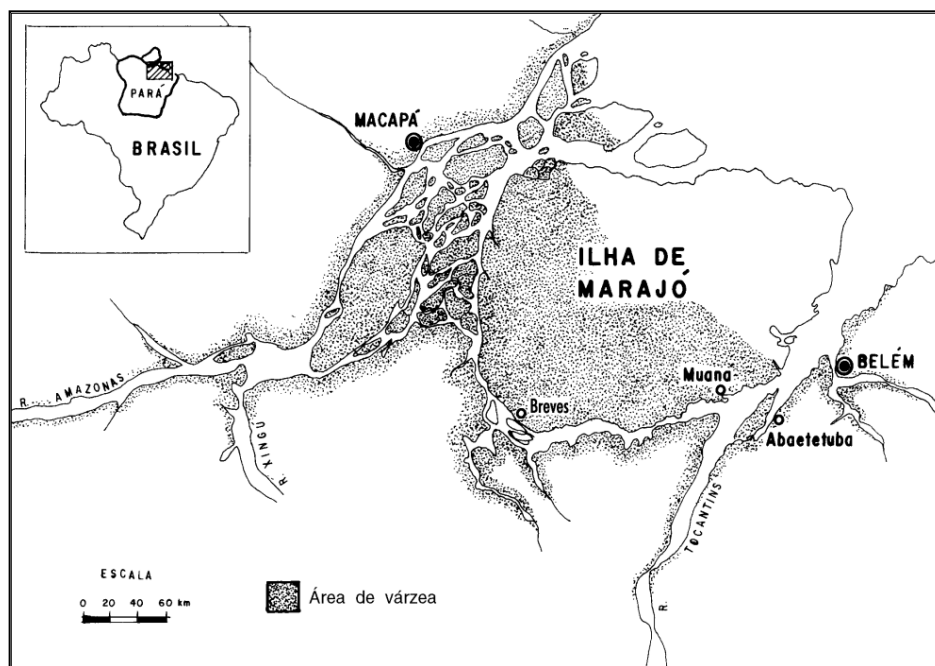 PARÁ
BRASIL
MACAPÁ
ILHA DE
MARAJÓ
BELÉM
Muana
Breves
Abaetetuba
R. AMAZONAS
R. XINGU
R. TOCANTINS
ESCALA
0 20 40 60 km
Área de várzea